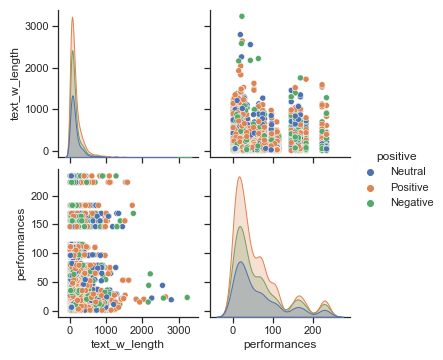 3000
2000
1000
0
text_w_length
200
150
100
50
0
performances
0
1000
2000
3000
text_w_length
0
100
200
performances
positive
Neutral
Positive
Negative